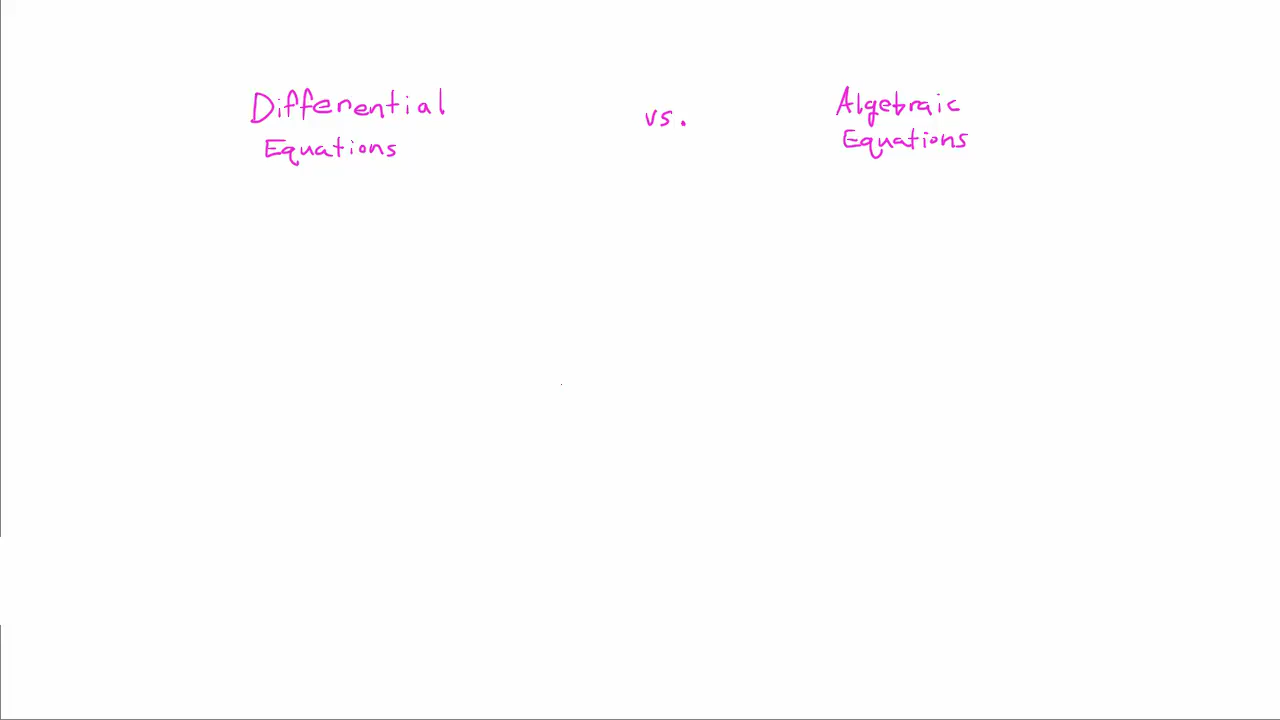 Differential
Equations
vs.
Algebraic
Equations